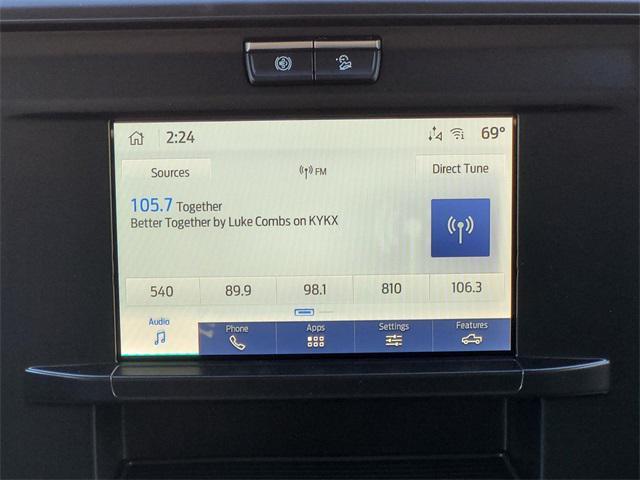 2:24
69°
Sources
FM
Direct Tune
105.7 Together
Better Together by Luke Combs on KYKX
540
89.9
98.1
810
106.3
Audio
Phone
Apps
Settings
Features